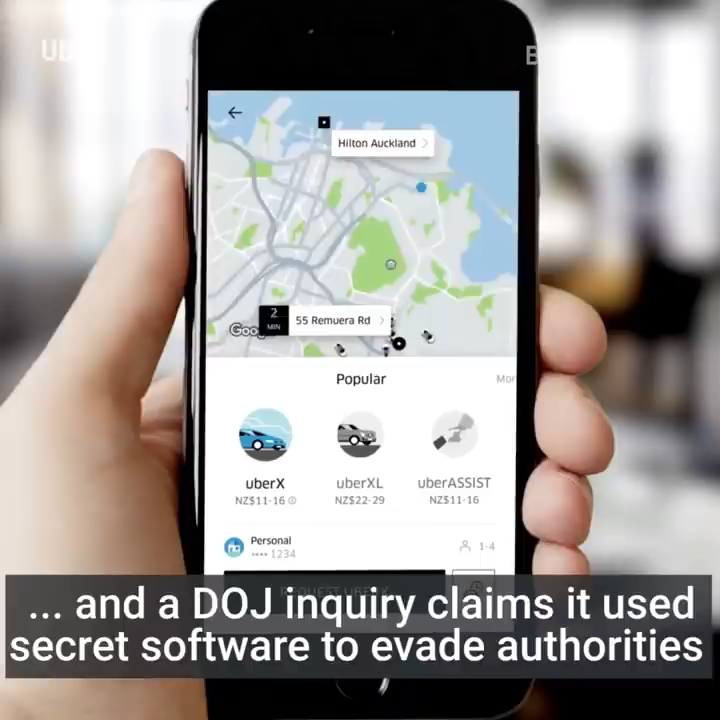 Hilton Auckland
2
MIN
55 Remuera Rd
Popular
uberX
uberXL
uberASSIST
NZ$11-16
NZ$22-29
NZ$11-16
Personal
•••• 1234
1-4
... and a DOJ inquiry claims it used
secret software to evade authorities